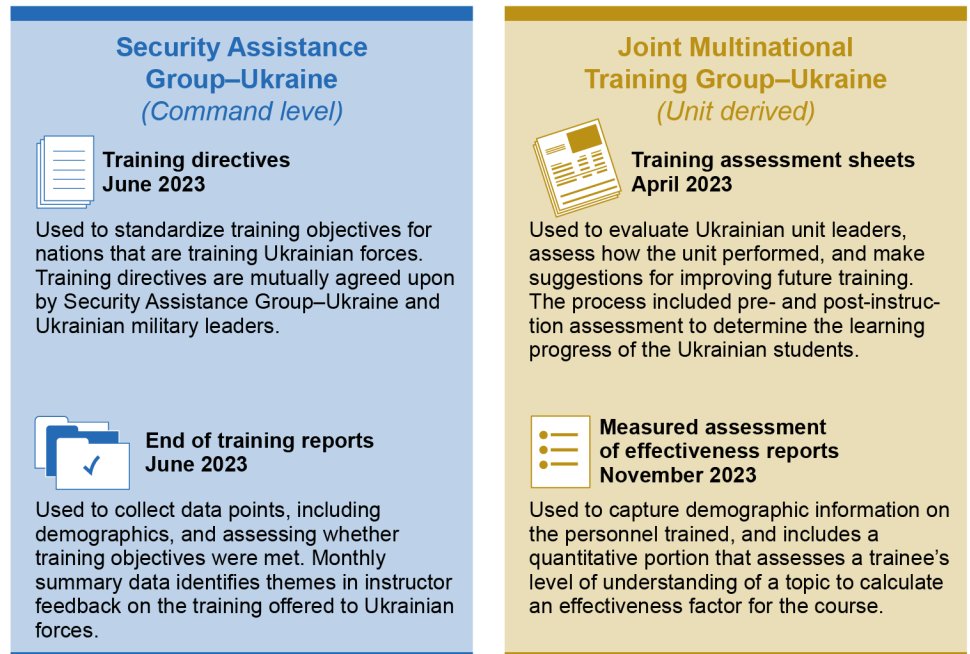 Security Assistance
Group–Ukraine
(Command level)
Training directives
June 2023
Used to standardize training objectives for
nations that are training Ukrainian forces.
Training directives are mutually agreed upon
by Security Assistance Group–Ukraine and
Ukrainian military leaders.
End of training reports
June 2023
Used to collect data points, including
demographics, and assessing whether
training objectives were met. Monthly
summary data identifies themes in instructor
feedback on the training offered to Ukrainian
forces.
Joint Multinational
Training Group–Ukraine
(Unit derived)
Training assessment sheets
April 2023
Used to evaluate Ukrainian unit leaders,
assess how the unit performed, and make
suggestions for improving future training.
The process included pre- and post-instruc-
tion assessment to determine the learning
progress of the Ukrainian students.
Measured assessment
of effectiveness reports
November 2023
Used to capture demographic information on
the personnel trained, and includes a
quantitative portion that assesses a trainee’s
level of understanding of a topic to calculate
an effectiveness factor for the course.